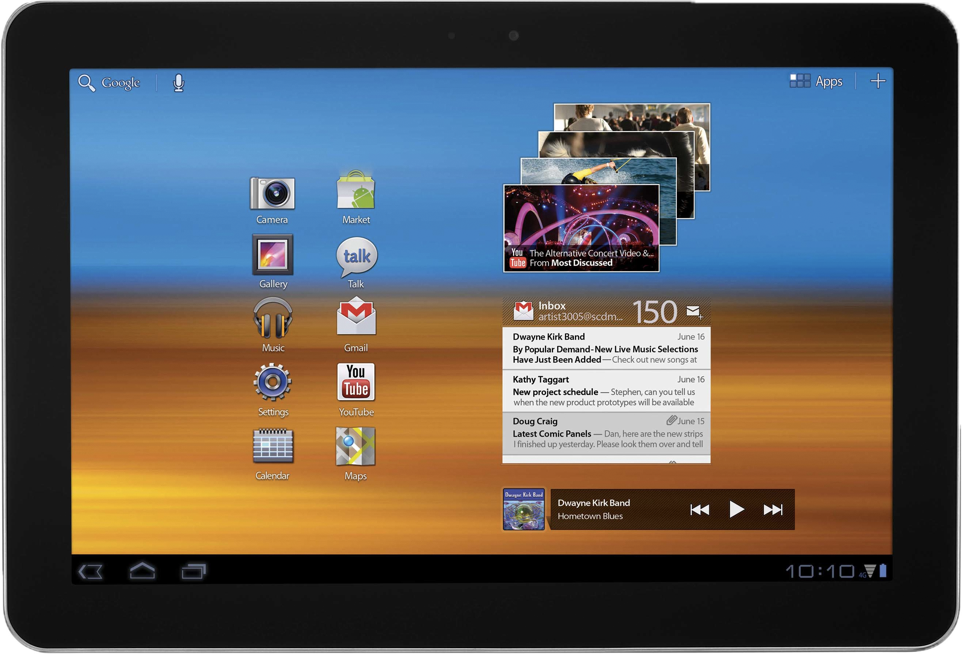 Google
Apps
Camera
Market
talk
Gallery
Talk
Music
Gmail
You
Tube
Settings
YouTube
Calendar
Maps
You
Tube
The Alternative Concert Video &...
From Most Discussed
Inbox
artist3005@scdm...
150
Dwayne Kirk Band June 16
By Popular Demand-New Live Music Selections
Have Just Been Added — Check out new songs at
Kathy Taggart June 16
New project schedule — Stephen, can you tell us
when the new product prototypes will be available
Doug Craig June 15
Latest Comic Panels — Dan, here are the new strips
I finished up yesterday. Please look them over and tell
Dwayne Kirk Band
Dwayne Kirk Band
Hometown Blues
10:10 4G